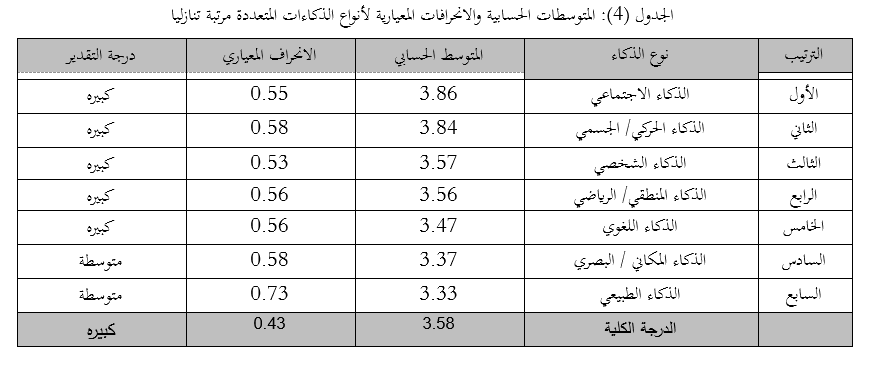 الجدول (4): المتوسطات الحسابية والانحرافات المعيارية لأنواع الذكاءات المتعددة مرتبة تنازليا
الترتيب نوع الذكاء المتوسط الحسابي الانحراف المعياري درجة التقدير
الأول الذكاء الاجتماعي 3.86 0.55 كبيره
الثاني الذكاء الحركي/ الجسمي 3.84 0.58 كبيره
الثالث الذكاء الشخصي 3.57 0.53 كبيره
الرابع الذكاء المنطقي/ الرياضي 3.56 0.56 كبيره
الخامس الذكاء اللغوي 3.47 0.56 كبيره
السادس الذكاء المكاني / البصري 3.37 0.58 متوسطة
السابع الذكاء الطبيعي 3.33 0.73 متوسطة
الدرجة الكلية 3.58 0.43 كبيره